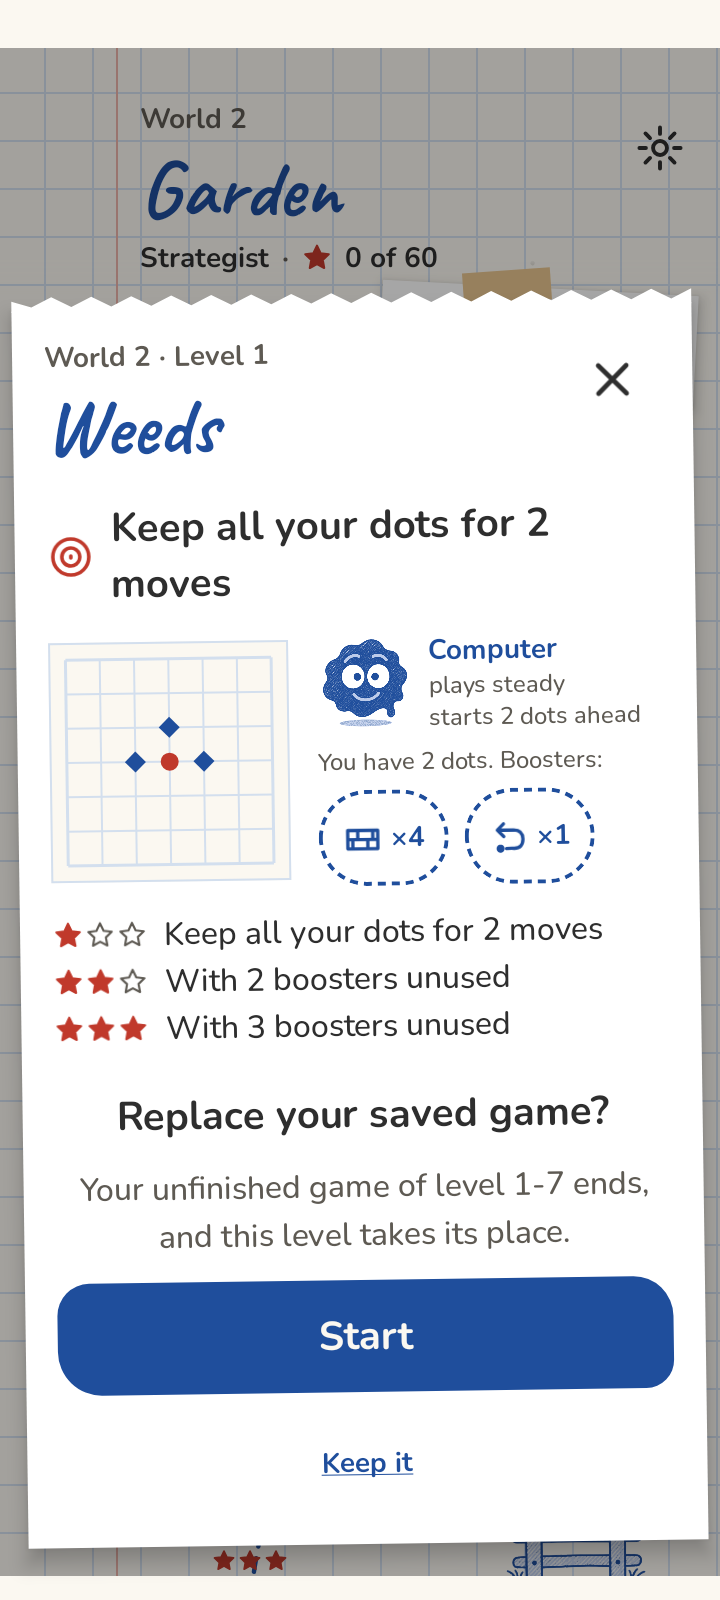 World 2
Garden
Strategist · 0 of 60
World 2 · Level 1
Weeds
Keep all your dots for 2
moves
Computer
plays steady
starts 2 dots ahead
You have 2 dots. Boosters:
×4
×1
Keep all your dots for 2 moves
With 2 boosters unused
With 3 boosters unused
Replace your saved game?
Your unfinished game of level 1-7 ends,
and this level takes its place.
Start
Keep it